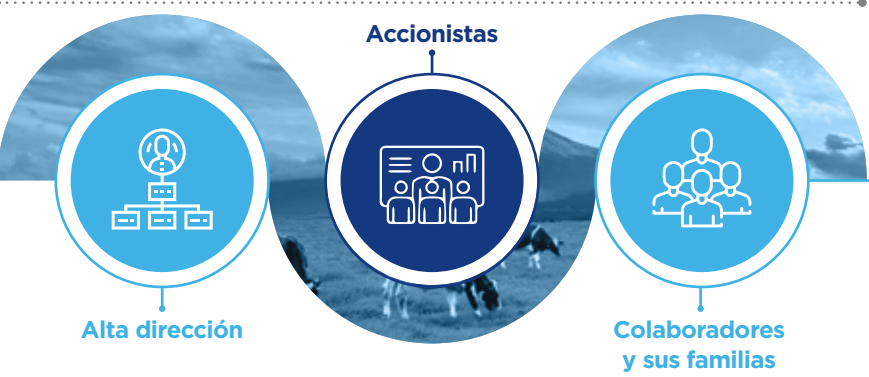 Accionistas
Alta dirección
Colaboradores
y sus familias